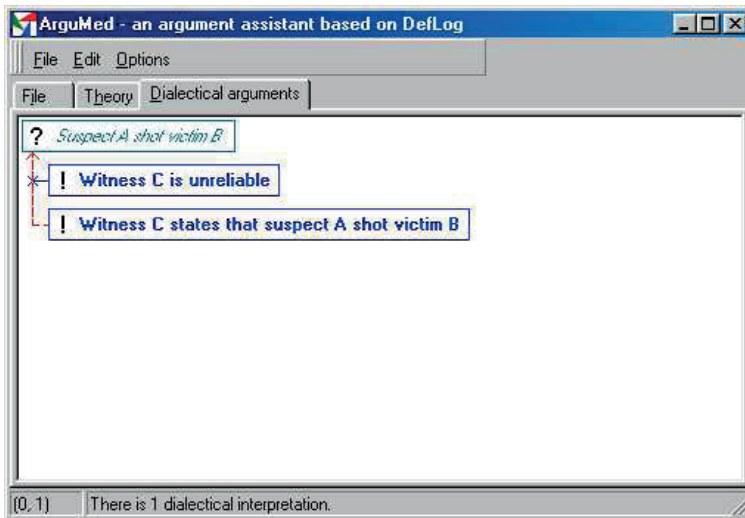 ArguMed - an argument assistant based on DefLog
File Edit Options
File Theory Dialectical arguments
? Suspect A shot victim B
! Witness C is unreliable
! Witness C states that suspect A shot victim B
(0, 1) There is 1 dialectical interpretation.